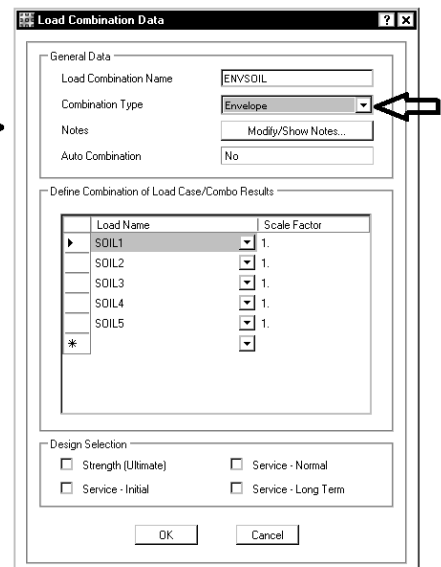 Load Combination Data
General Data
Load Combination Name ENVSOIL
Combination Type Envelope
Notes Modify/Show Notes...
Auto Combination No
Define Combination of Load Case/Combo Results
Load Name Scale Factor
SOIL1 1.
SOIL2 1.
SOIL3 1.
SOIL4 1.
SOIL5 1.
Design Selection
Strength (Ultimate) Service - Normal
Service - Initial Service - Long Term
OK Cancel